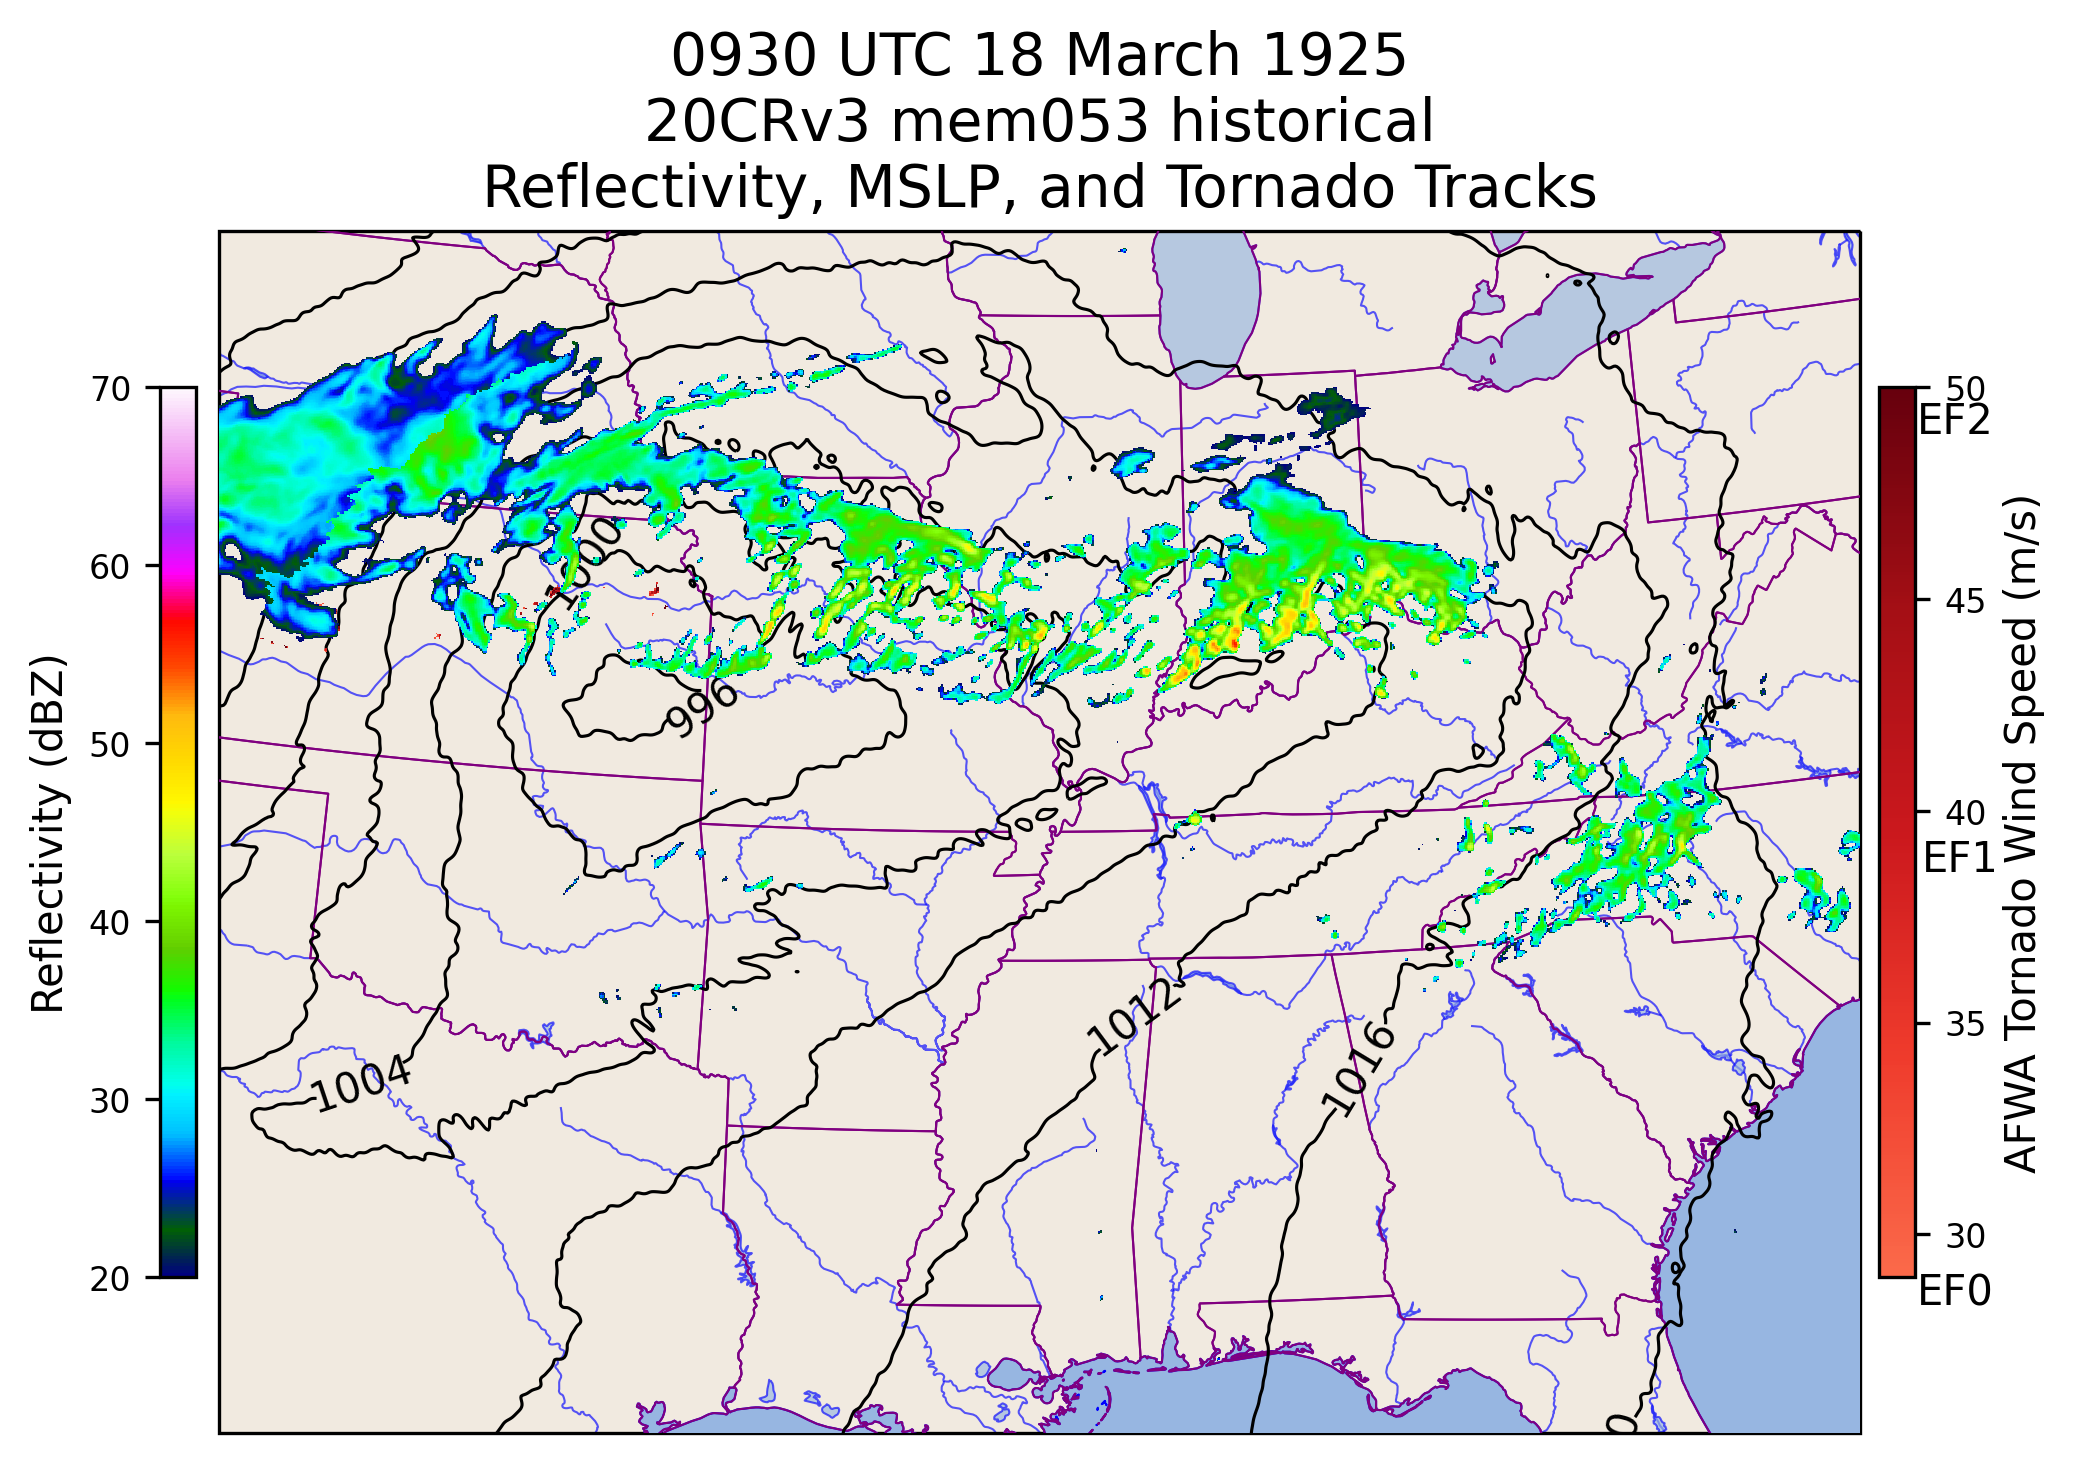 0930 UTC 18 March 1925
20CRv3 mem053 historical
Reflectivity, MSLP, and Tornado Tracks
Reflectivity (dBZ)
70
60
50
40
30
20
1000
996
1004
1012
1016
0
50
EF2
45
40
EF1
35
30
EF0
AFWA Tornado Wind Speed (m/s)